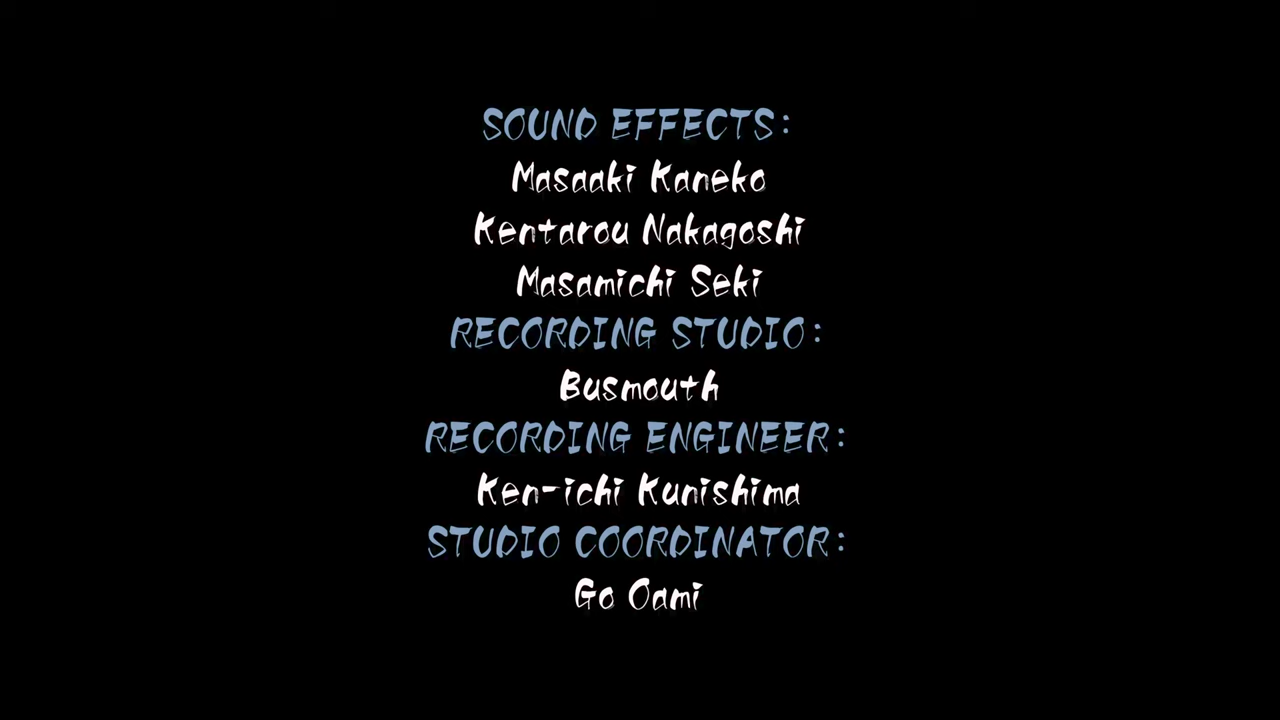 SOUND EFFECTS:
Masaaki Kaneko
Kentarou Nakagoshi
Masamichi Seki
RECORDING STUDIO:
Busmouth
RECORDING ENGINEER:
Ken-ichi Kunishima
STUDIO COORDINATOR:
Go Oami